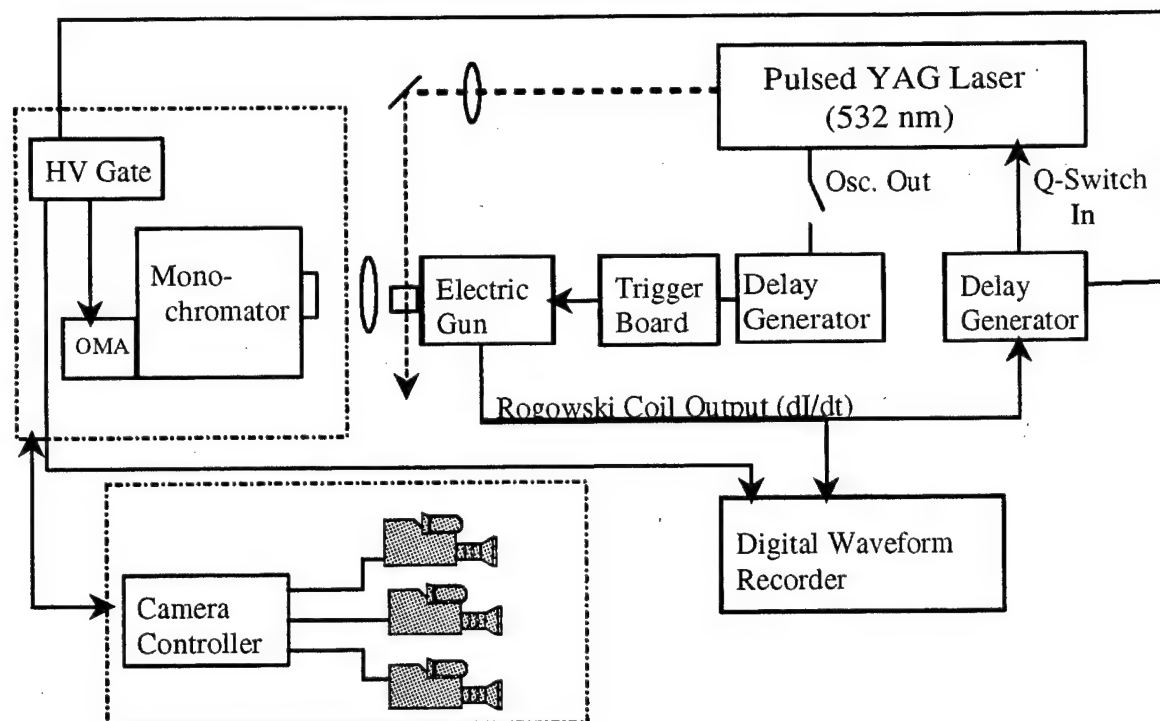 Pulsed YAG Laser
(532 nm)
HV Gate
Osc. Out
Q-Switch
In
Mono-
chromator
OMA
Electric
Gun
Trigger
Board
Delay
Generator
Delay
Generator
Rogowski Coil Output (dI/dt)
Digital Waveform
Recorder
Camera
Controller